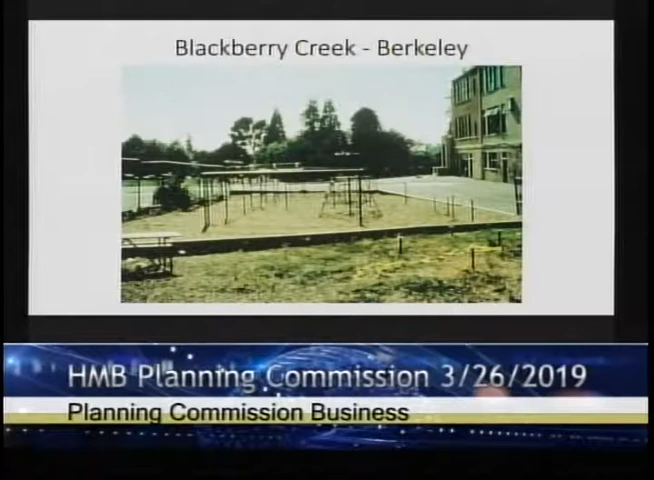 Blackberry Creek - Berkeley
HMB Planning Commission 3/26/2019
Planning Commission Business